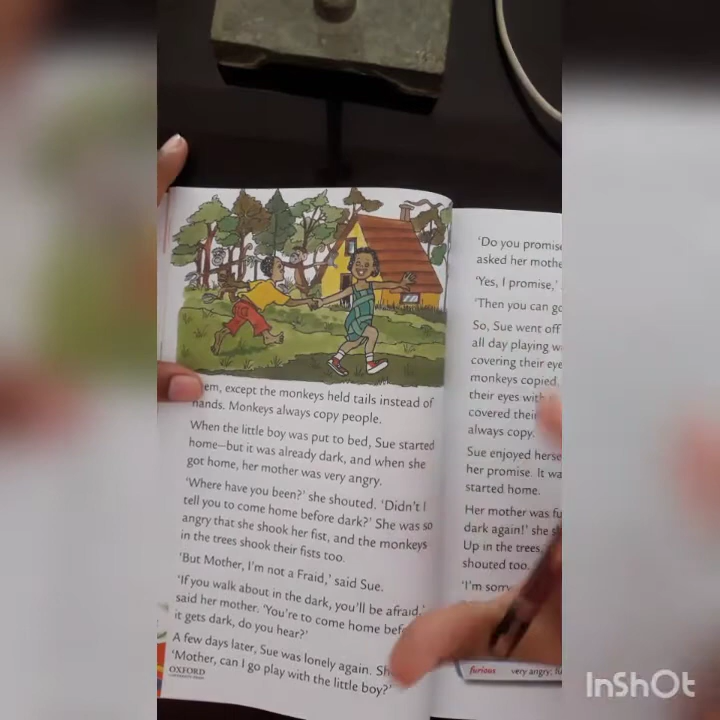 em, except the monkeys held tails instead of
hands. Monkeys always copy people.
When the little boy was put to bed, Sue started
home—but it was already dark, and when she
got home, her mother was very angry.
'Where have you been?' she shouted. 'Didn't I
tell you to come home before dark?' She was so
angry that she shook her fist, and the monkeys
in the trees shook their fists too.
'But Mother, I'm not a Fraid,' said Sue.
'If you walk about in the dark, you'll be afraid,'
said her mother. 'You're to come home bef
it gets dark, do you hear?'
A few days later, Sue was lonely again. Sh
'Mother, can I go play with the little boy?'
OXFORD
'Do you promise
asked her mothe
'Yes, I promise,'
'Then you can go
So, Sue went off
all day playing w
covering their eye
monkeys copied.
their eyes with
covered their
always copy.
Sue enjoyed herse
her promise. It wa
started home.
Her mother was fu
dark again!' she s
Up in the trees,
shouted too.
'I'm sorry
furious very angry; fu
InShOt